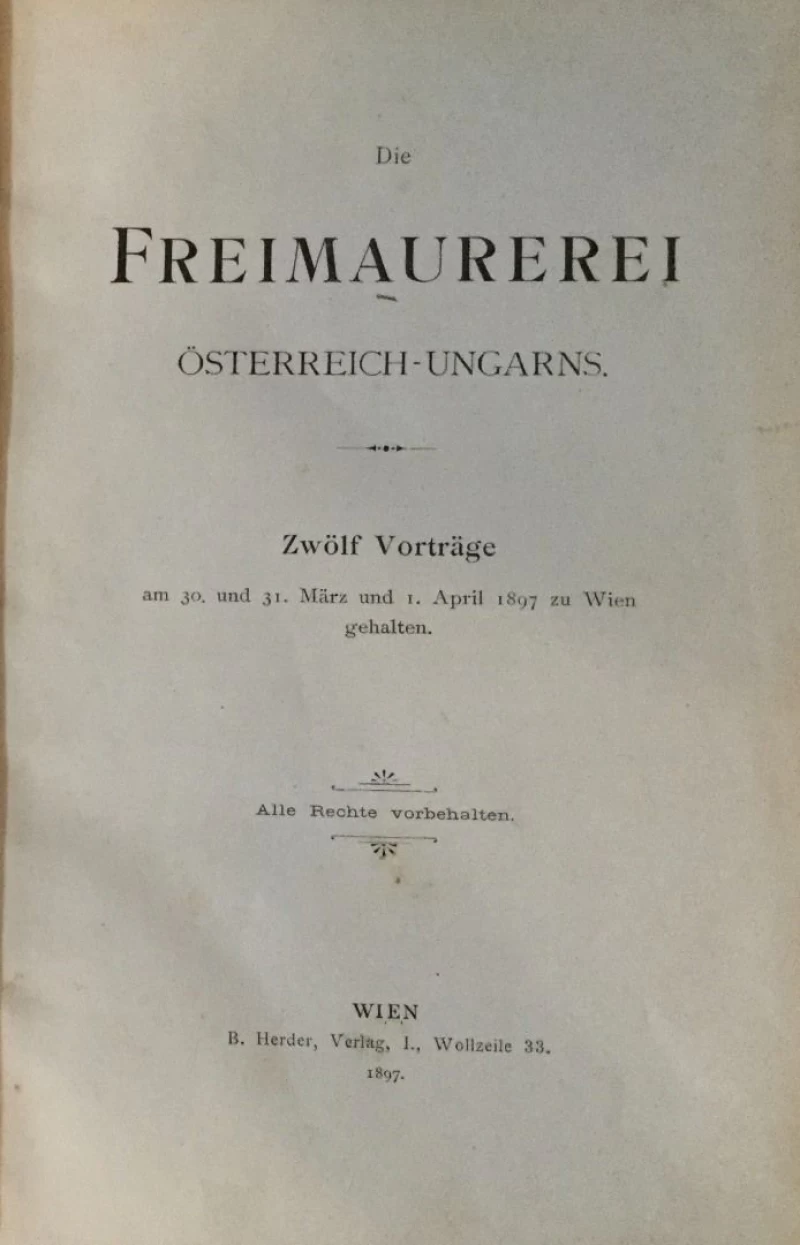 Die
FREIMAUREREI
ÖSTERREICH-UNGARNS.
Zwölf Vorträge
am 30. und 31. März und 1. April 1897 zu Wien
gehalten.
Alle Rechte vorbehalten.
WIEN
B. Herder, Verlag, I., Wollzeile 33.
1897.